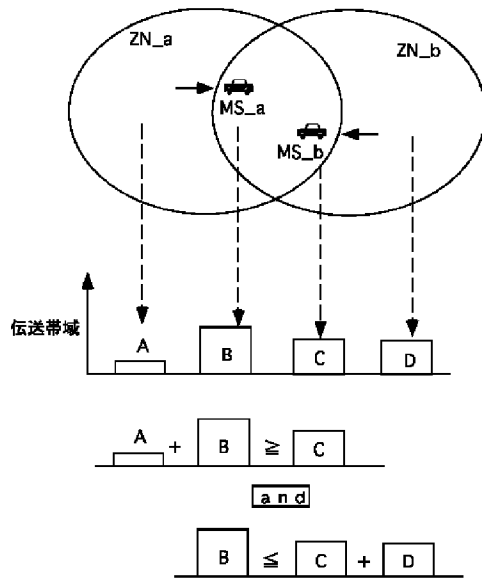 ZN_a
ZN_b
MS_a
MS_b
伝送帯域
A
B
C
D
A + B ≧ C
and
B ≦ C + D